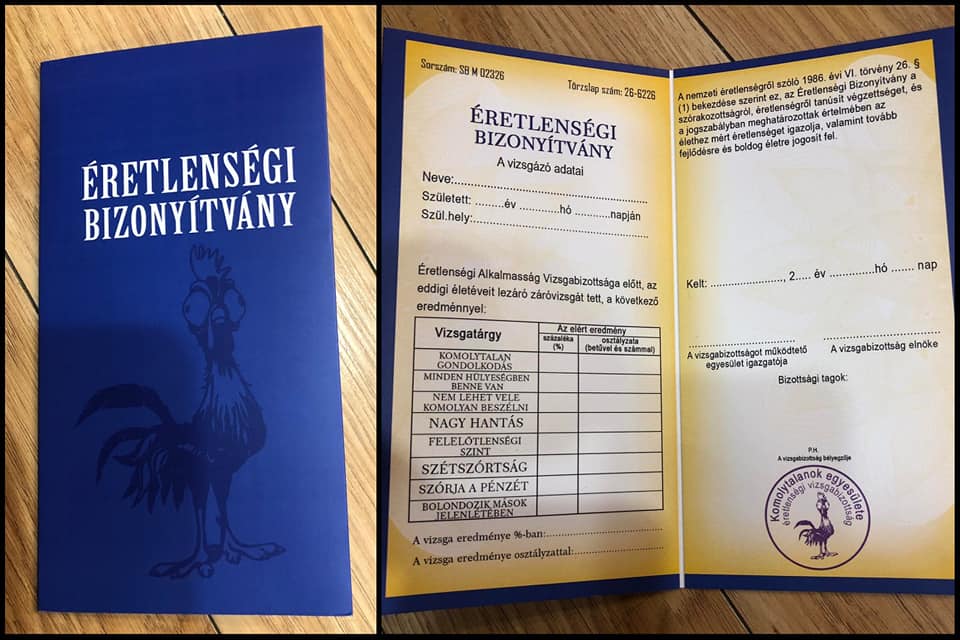 ÉRETLENSÉGI
BIZONYÍTVÁNY
Sorszám: SB M 02326
Törzslap szám: 26-6226
ÉRETLENSÉGI
BIZONYÍTVÁNY
A vizsgázó adatai
Neve:....................................................
Született: ........év ...........hó ..........napján
Szül.hely:................................................
Éretlenségi Alkalmasság Vizsgabizottsága előtt, az
eddigi életéveit lezáró záróvizsgát tett, a következő
eredménnyel:
Vizsgatárgy
Az elért eredmény
százaléka
(%)
osztályzata
(betűvel és számmal)
KOMOLYTALAN
GONDOLKODÁS
MINDEN HÜLYESÉGBEN
BENNE VAN
NEM LEHET VELE
KOMOLYAN BESZÉLNI
NAGY HANTÁS
FELELŐTLENSÉGI
SZINT
SZÉTSZÓRTSÁG
SZÓRJA A PÉNZÉT
BOLONDOZIK MÁSOK
JELENLÉTÉBEN
A vizsga eredménye %-ban:..............................
A vizsga eredménye osztályzattal:........................
A nemzeti éretlenségről szóló 1986. évi VI. törvény 26. §
(1) bekezdése szerint ez, az Éretlenségi Bizonyítvány a
szórakozottságról, éretlenségről tanúsít végzettséget, és
a jogszabályban meghatározottak értelmében az
élethez mért éretlenséget igazolja, valamint tovább
fejlődésre és boldog életre jogosít fel.
Kelt: ...................., 2..... év .............hó ....... nap
A vizsgabizottságot működtető
egyesület igazgatója
A vizsgabizottság elnöke
Bizottsági tagok:
P.H.
A vizsgabizottság bélyegzője
Komolytalanok egyesülete
éretlenségi vizsgabizottság